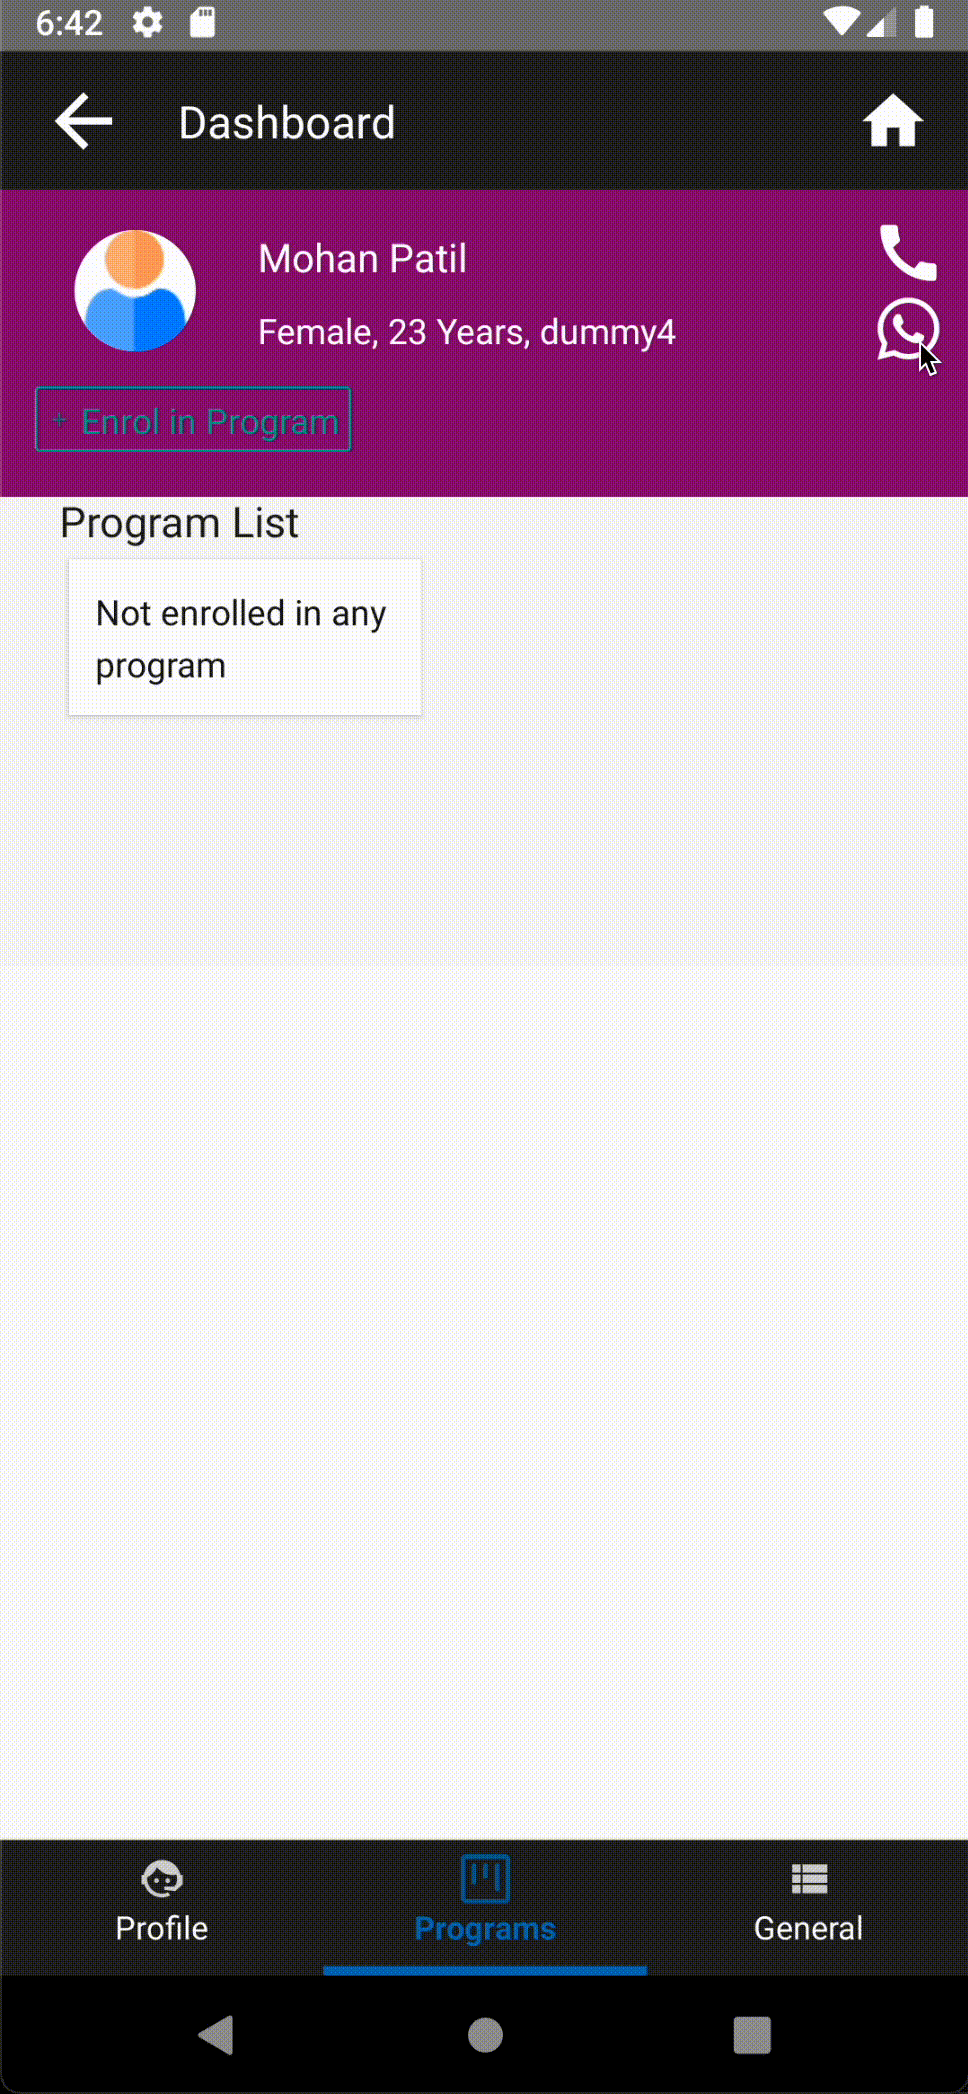 6:42
Dashboard
Mohan Patil
Female, 23 Years, dummy4
+ Enrol in Program
Program List
Not enrolled in any
program
Profile
Programs
General